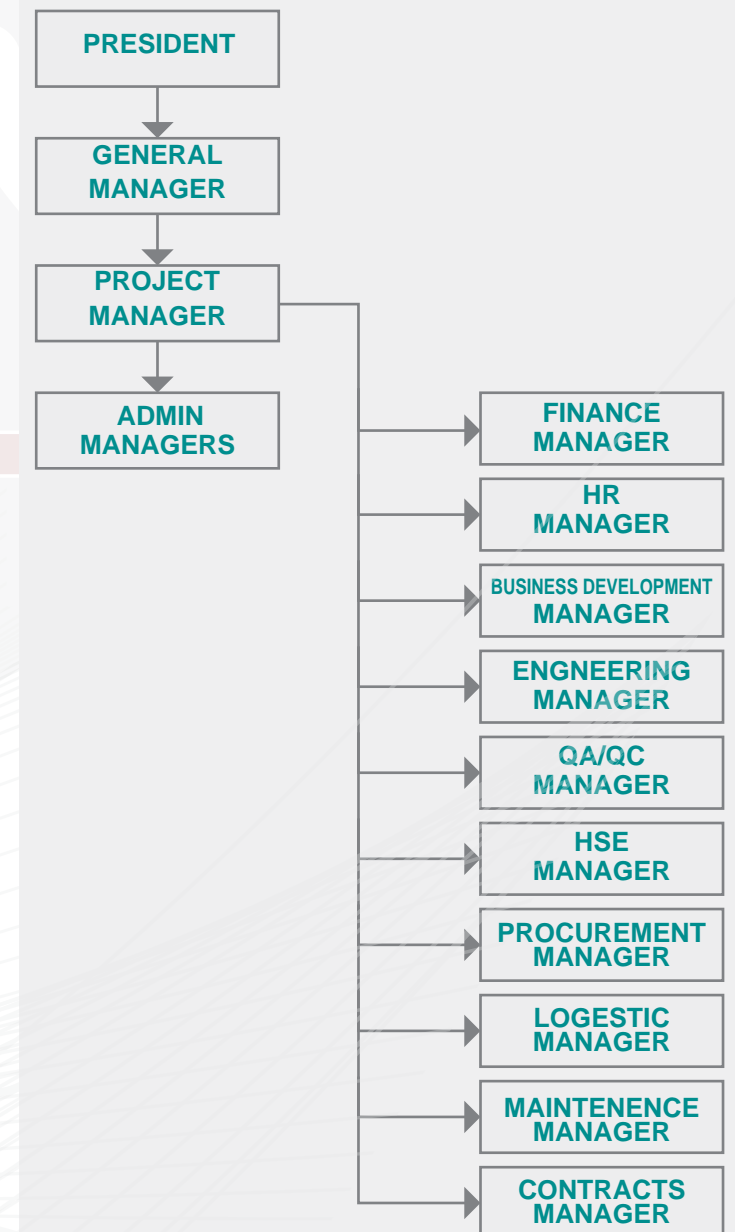 PRESIDENT
GENERAL
MANAGER
PROJECT
MANAGER
ADMIN
MANAGERS
FINANCE
MANAGER
HR
MANAGER
BUSINESS DEVELOPMENT
MANAGER
ENGNEERING
MANAGER
QA/QC
MANAGER
HSE
MANAGER
PROCUREMENT
MANAGER
LOGESTIC
MANAGER
MAINTENENCE
MANAGER
CONTRACTS
MANAGER